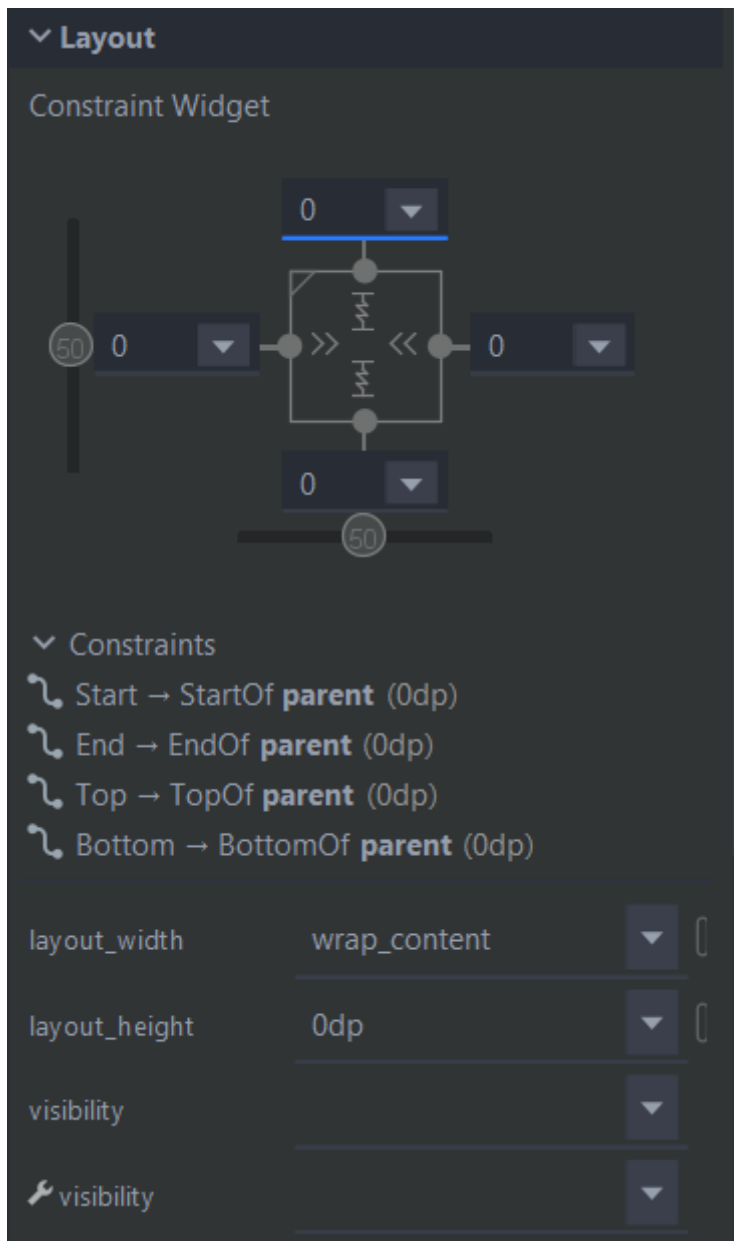 Layout
Constraint Widget
0
50
0
0
0
50
Constraints
Start → StartOf parent (0dp)
End → EndOf parent (0dp)
Top → TopOf parent (0dp)
Bottom → BottomOf parent (0dp)
layout_width wrap_content
layout_height 0dp
visibility
visibility